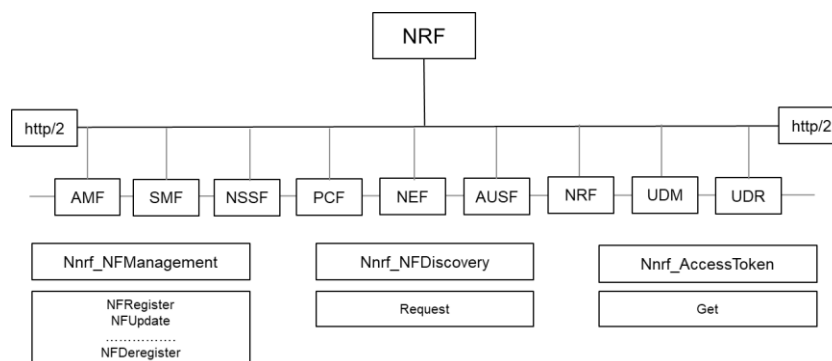 NRF
http/2
http/2
AMF SMF NSSF PCF NEF AUSF NRF UDM UDR
Nnrf_NFManagement
Nnrf_NFDiscovery
Nnrf_AccessToken
NFRegister
NFUpdate
................
NFDeregister
Request
Get